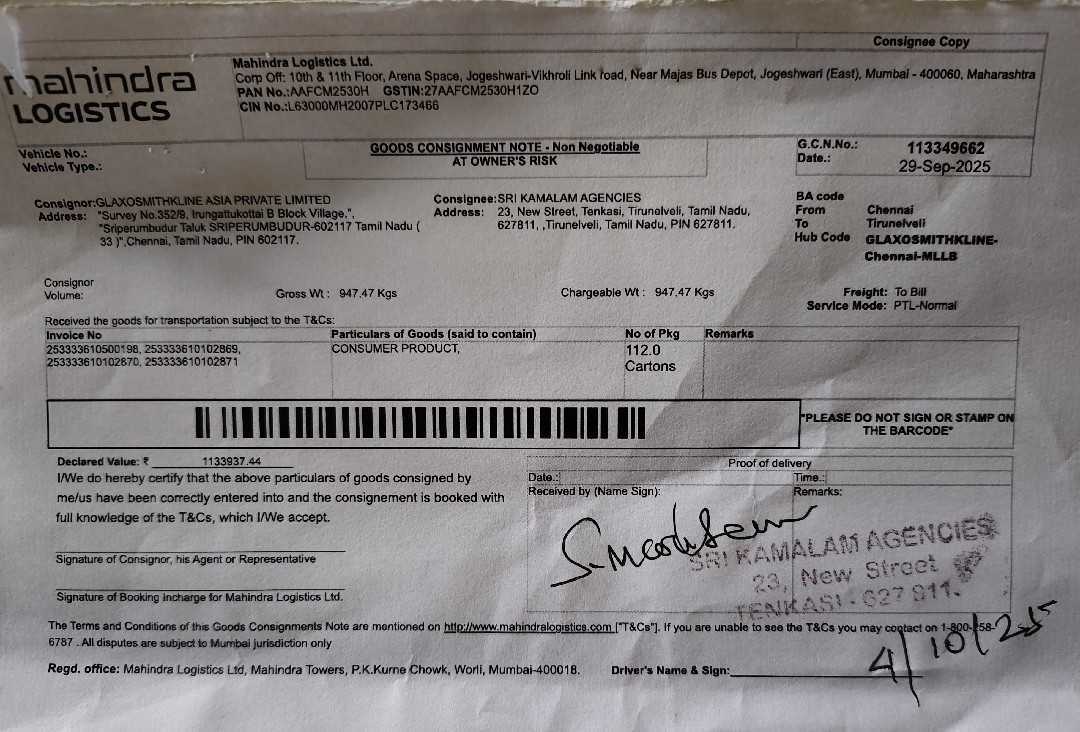 Consignee Copy
mahindra
LOGISTICS
Mahindra Logistics Ltd.
Corp Off: 10th & 11th Floor, Arena Space, Jogeshwari-Vikhroli Link road, Near Majas Bus Depot, Jogeshwari (East), Mumbai - 400060, Maharashtra
PAN No.:AAFCM2530H GSTIN:27AAFCM2530H1ZO
CIN No.:L63000MH2007PLC173466
Vehicle No.:
Vehicle Type.:
GOODS CONSIGNMENT NOTE - Non Negotiable
AT OWNER'S RISK
G.C.N.No.: 113349662
Date.: 29-Sep-2025
Consignor:GLAXOSMITHKLINE ASIA PRIVATE LIMITED
Address: "Survey No.352/9, Irungattukottai B Block Village,",
"Sriperumbudur Taluk SRIPERUMBUDUR-602117 Tamil Nadu (
33 )",Chennai, Tamil Nadu, PIN 602117.
Consignee:SRI KAMALAM AGENCIES
Address: 23, New Street, Tenkasi, Tirunelveli, Tamil Nadu,
627811, ,Tirunelveli, Tamil Nadu, PIN 627811.
BA code
From Chennai
To Tirunelveli
Hub Code GLAXOSMITHKLINE-
Chennai-MLLB
Consignor
Volume:
Gross Wt : 947.47 Kgs
Chargeable Wt : 947.47 Kgs
Freight: To Bill
Service Mode: PTL-Normal
Received the goods for transportation subject to the T&Cs:
Invoice No Particulars of Goods (said to contain) No of Pkg Remarks
253333610500198, 253333610102869, CONSUMER PRODUCT, 112.0
253333610102870, 253333610102871 Cartons
*PLEASE DO NOT SIGN OR STAMP ON
THE BARCODE*
Declared Value: ₹ 1133937.44
I/We do hereby certify that the above particulars of goods consigned by
me/us have been correctly entered into and the consignement is booked with
full knowledge of the T&Cs, which I/We accept.
Signature of Consignor, his Agent or Representative
Signature of Booking Incharge for Mahindra Logistics Ltd.
Proof of delivery
Date.: Time.:
Received by (Name Sign): Remarks:
SRI KAMALAM AGENCIES
23, New Street
TENKASI - 627 811.
The Terms and Conditions of this Goods Consignments Note are mentioned on http://www.mahindralogistics.com ["T&Cs"]. If you are unable to see the T&Cs you may contact on 1-800-258-
6787 . All disputes are subject to Mumbai jurisdiction only
4/10/25
Regd. office: Mahindra Logistics Ltd, Mahindra Towers, P.K.Kurne Chowk, Worli, Mumbai-400018.
Driver's Name & Sign: